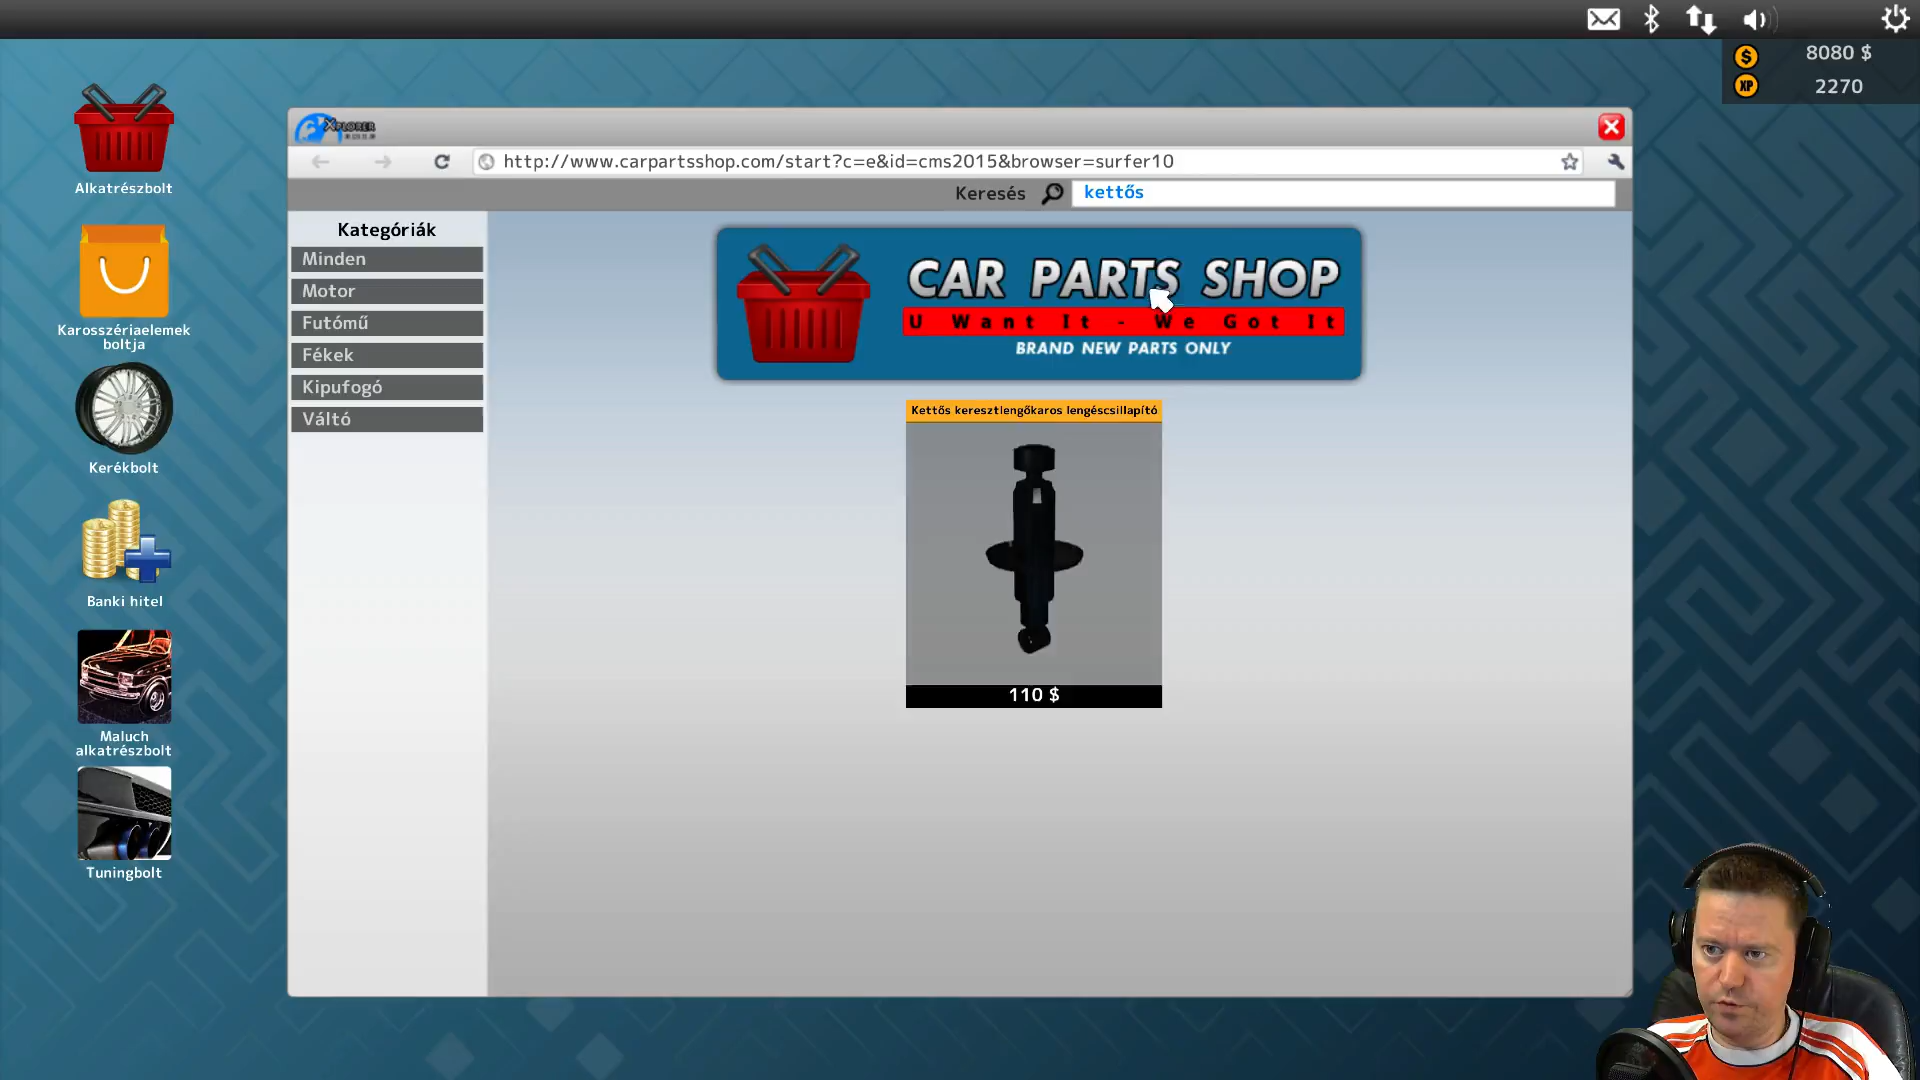 8080 $
XP
2270
Alkatrészbolt
Karosszériaelemek
boltja
Kerékbolt
Banki hitel
Maluch
alkatrészbolt
Tuningbolt
XPLORER
http://www.carpartsshop.com/start?c=e&id=cms2015&browser=surfer10
Keresés
kettős
Kategóriák
Minden
Motor
Futómű
Fékek
Kipufogó
Váltó
CAR PARTS SHOP
U Want It - We Got It
BRAND NEW PARTS ONLY
Kettős keresztlengőkaros lengéscsillapító
110 $